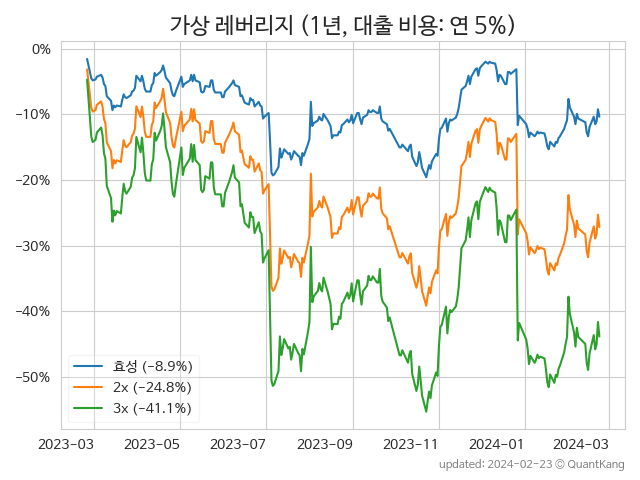 가상 레버리지 (1년, 대출 비용: 연 5%)
0%
−10%
−20%
−30%
−40%
−50%
효성 (−8.9%)
2x (−24.8%)
3x (−41.1%)
2023-03 2023-05 2023-07 2023-09 2023-11 2024-01 2024-03
updated: 2024-02-23 © QuantKang